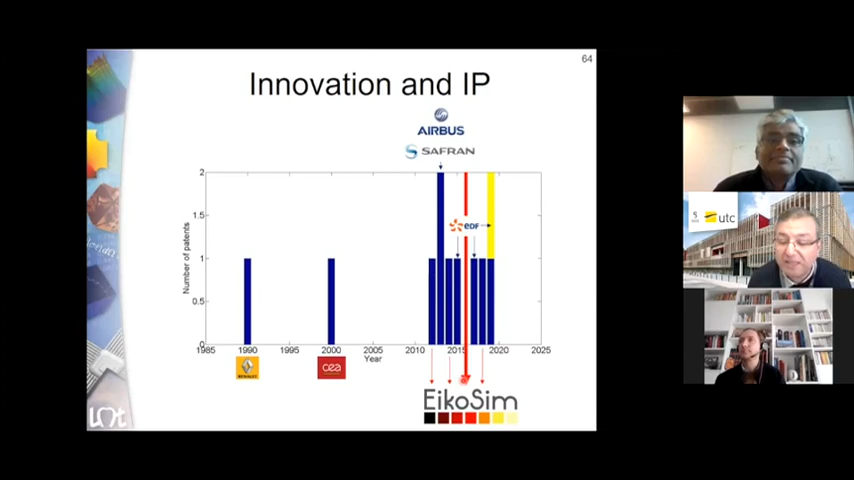 64
Innovation and IP
AIRBUS
SAFRAN
2
1.5
1
0.5
0
Number of patents
eDF
1985 1990 1995 2000 2005 2010 2015 2020 2025
Year
RENAULT
cea
EikoSim
utc